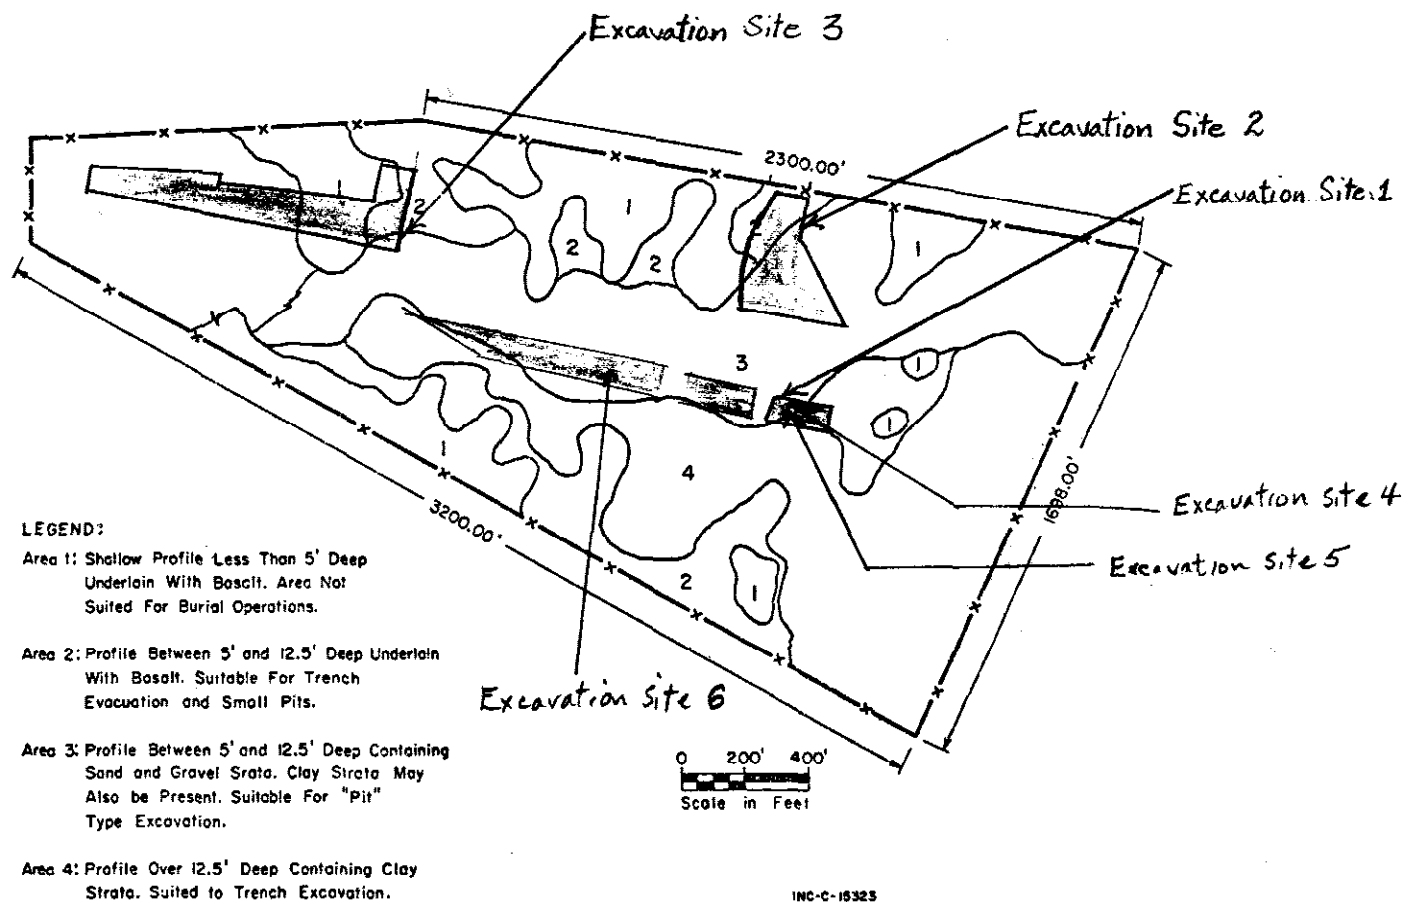 Excavation Site 3
Excavation Site 2
2300.00'
Excavation Site 1
1
2
1
2
2
2
1
3
1
1
4
1
Excavation Site 4
1698.00'
3200.00'
Excavation Site 5
2
1
Excavation Site 6
LEGEND:
Area 1: Shallow Profile Less Than 5' Deep
Underlain With Basalt. Area Not
Suited For Burial Operations.
Area 2: Profile Between 5' and 12.5' Deep Underlain
With Basalt. Suitable For Trench
Evacuation and Small Pits.
Area 3: Profile Between 5' and 12.5' Deep Containing
Sand and Gravel Srata. Clay Strata May
Also be Present. Suitable For "Pit"
Type Excavation.
Area 4: Profile Over 12.5' Deep Containing Clay
Strata. Suited to Trench Excavation.
0 200' 400'
Scale in Feet
INC-C-15323